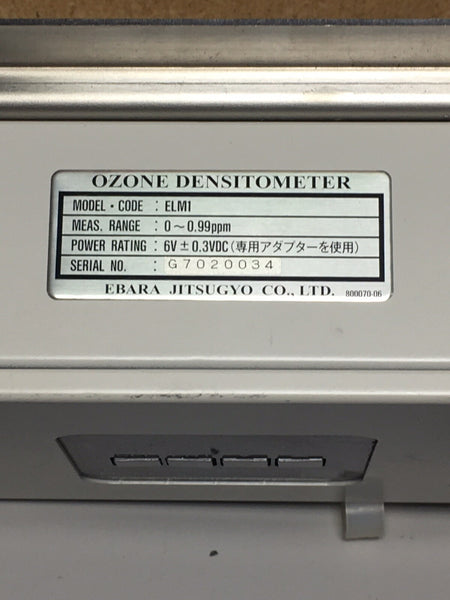 OZONE DENSITOMETER
MODEL・CODE : ELM1
MEAS. RANGE : 0～0.99ppm
POWER RATING : 6V±0.3VDC(専用アダプターを使用)
SERIAL NO. : G7020034
EBARA JITSUGYO CO., LTD. 800070-06